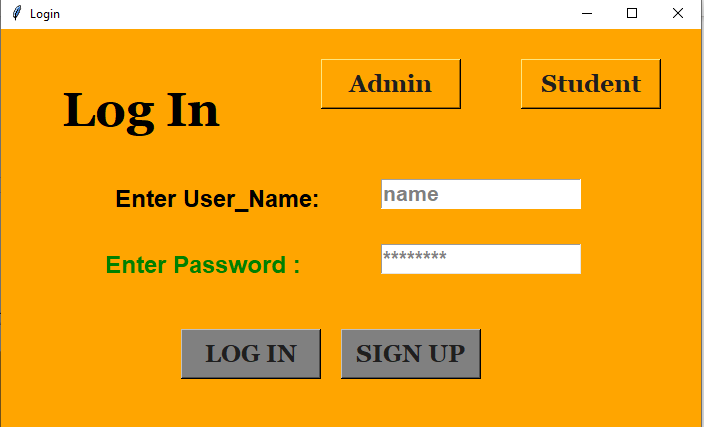 Login
Admin
Student
Log In
Enter User_Name:
name
Enter Password :
********
LOG IN
SIGN UP